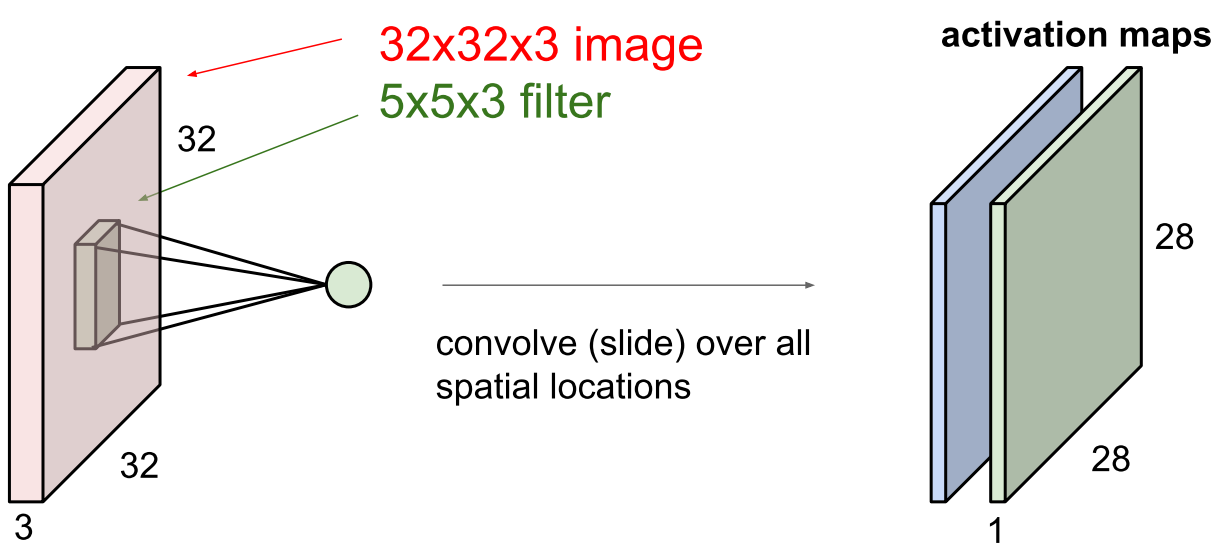 32x32x3 image
5x5x3 filter
32
32
3
convolve (slide) over all
spatial locations
activation maps
28
28
1